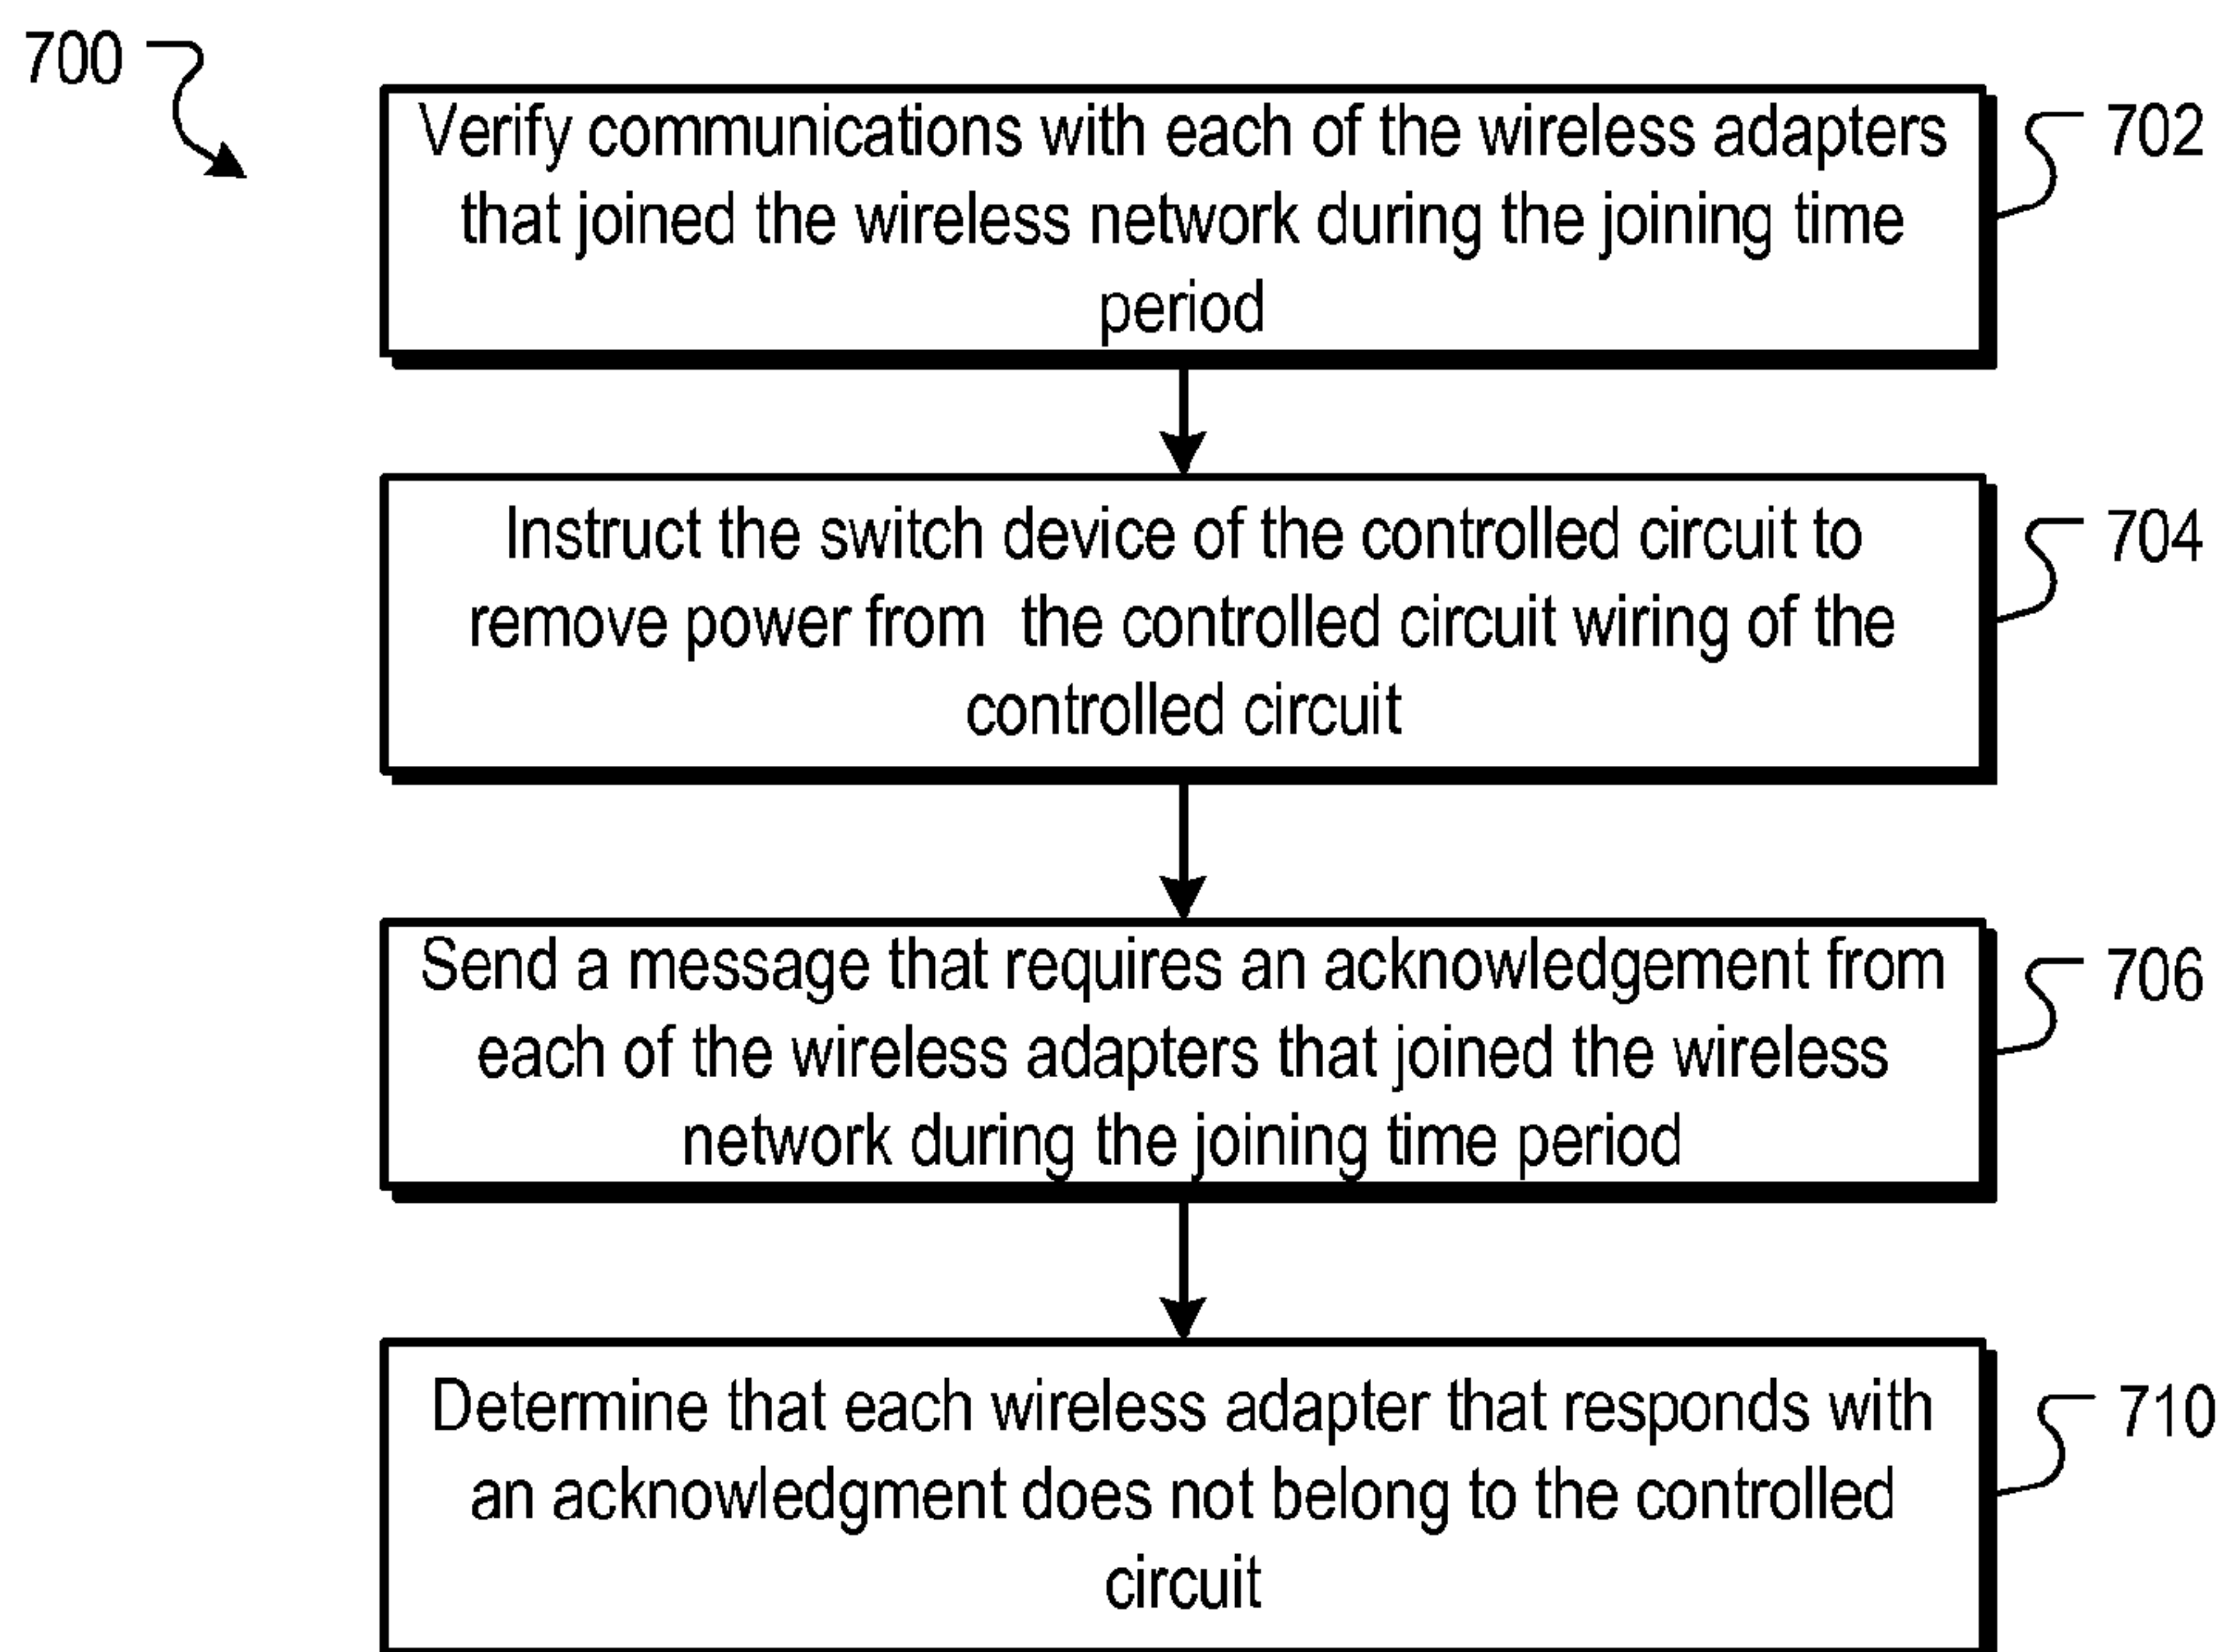 700
Verify communications with each of the wireless adapters
that joined the wireless network during the joining time
period
702
Instruct the switch device of the controlled circuit to
remove power from the controlled circuit wiring of the
controlled circuit
704
Send a message that requires an acknowledgement from
each of the wireless adapters that joined the wireless
network during the joining time period
706
Determine that each wireless adapter that responds with
an acknowledgment does not belong to the controlled
circuit
710